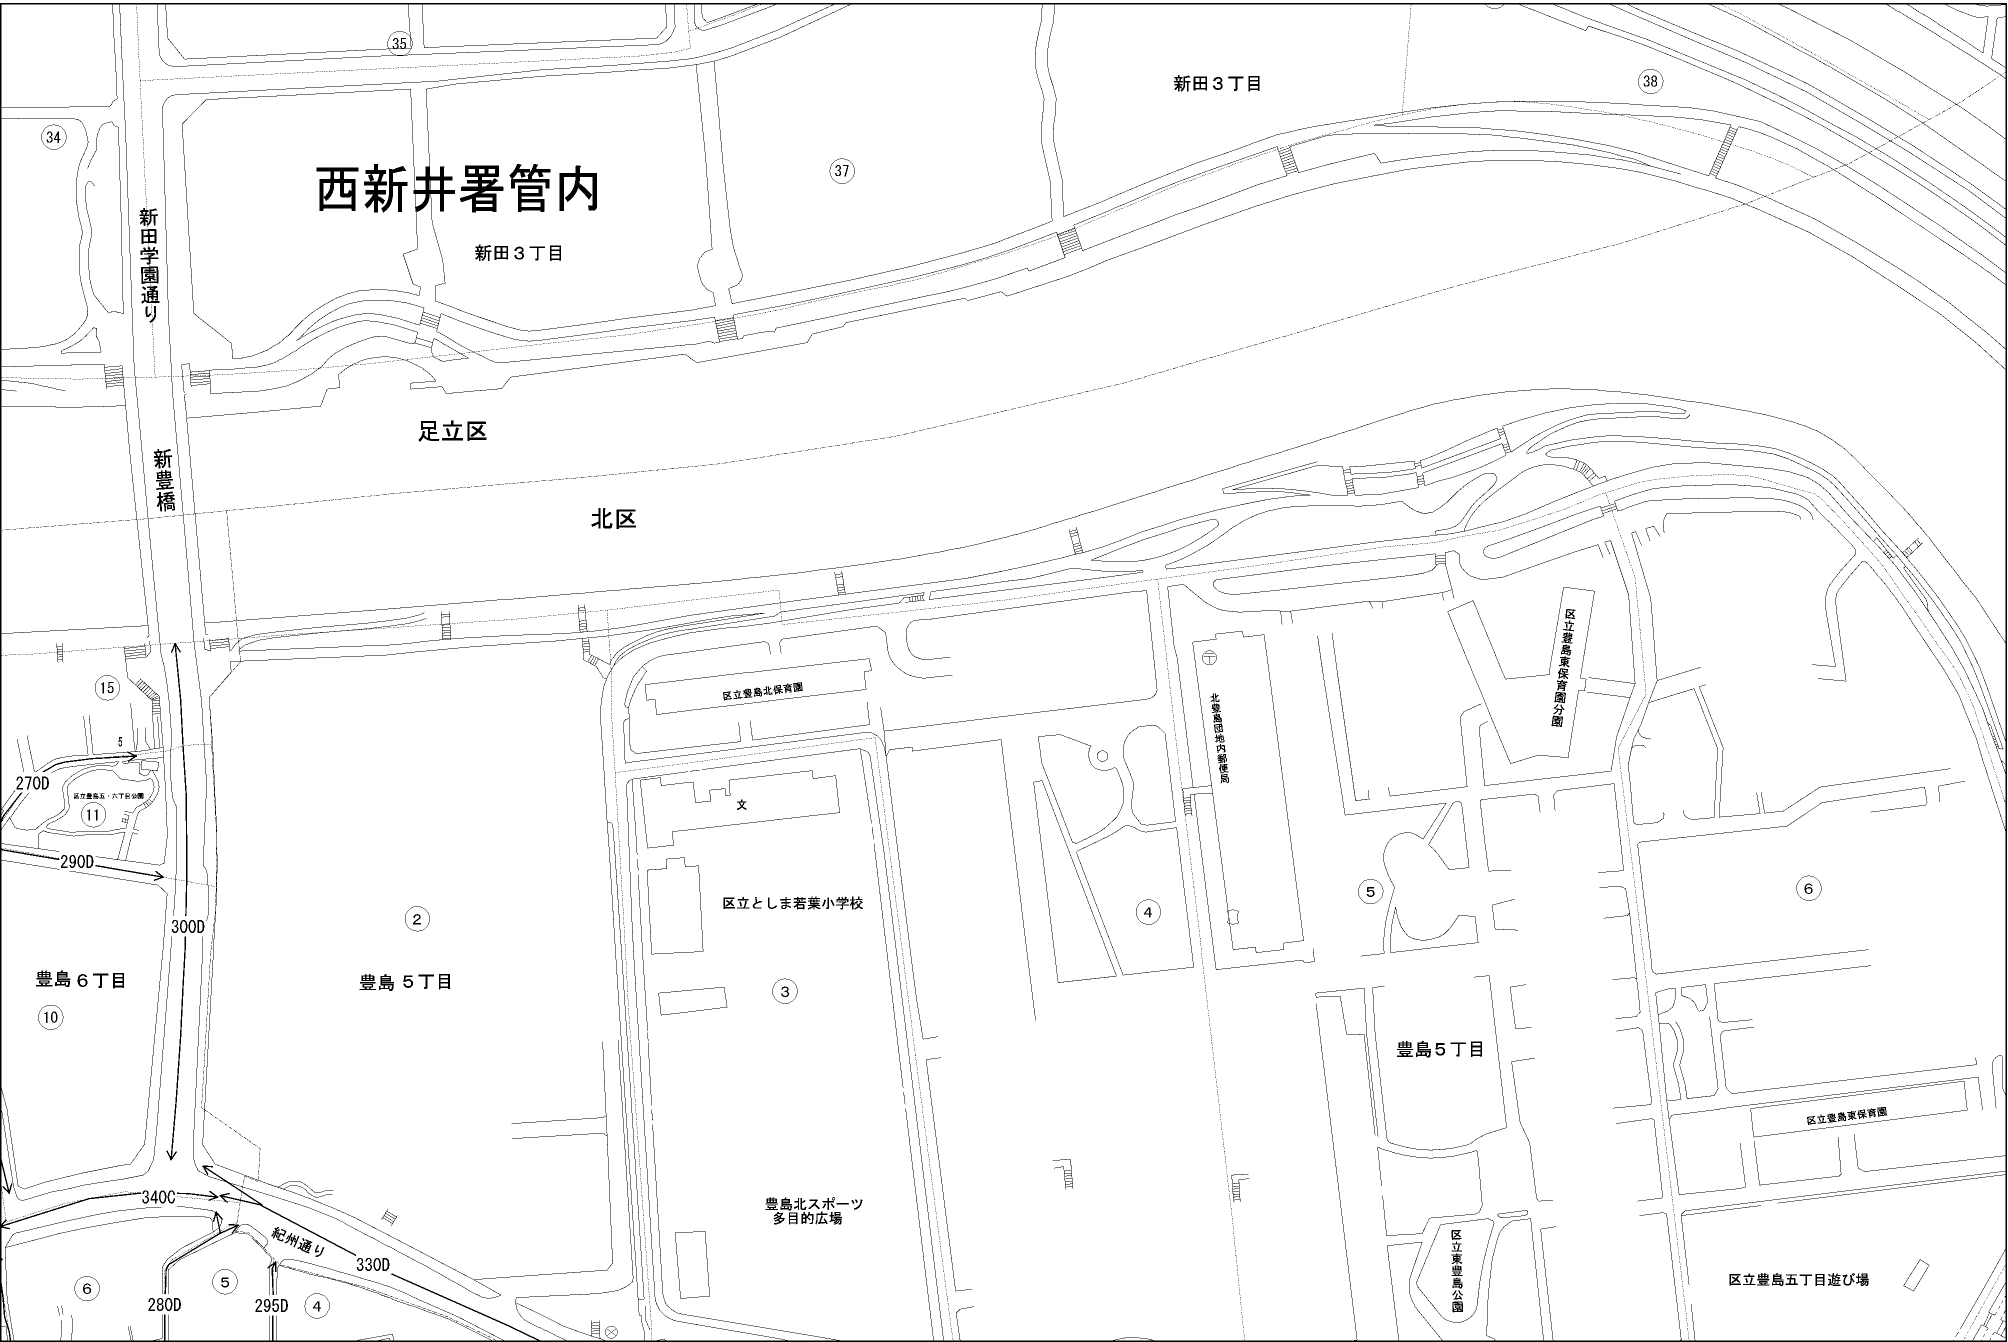 35
新田３丁目
38
34
37
西新井署管内
新田３丁目
新田学園通り
足立区
新豊橋
北区
区立豊島東保育園分園
15
区立豊島北保育園
北豊島団地内郵便局
5
270D
区立豊島五・六丁目公園
11
文
290D
300D
2
区立としま若葉小学校
4
5
6
豊島６丁目
豊島５丁目
3
10
豊島５丁目
区立豊島東保育園
340C
豊島北スポーツ
多目的広場
紀州通り
330D
区立東豊島公園
区立豊島五丁目遊び場
6
5
4
280D
295D